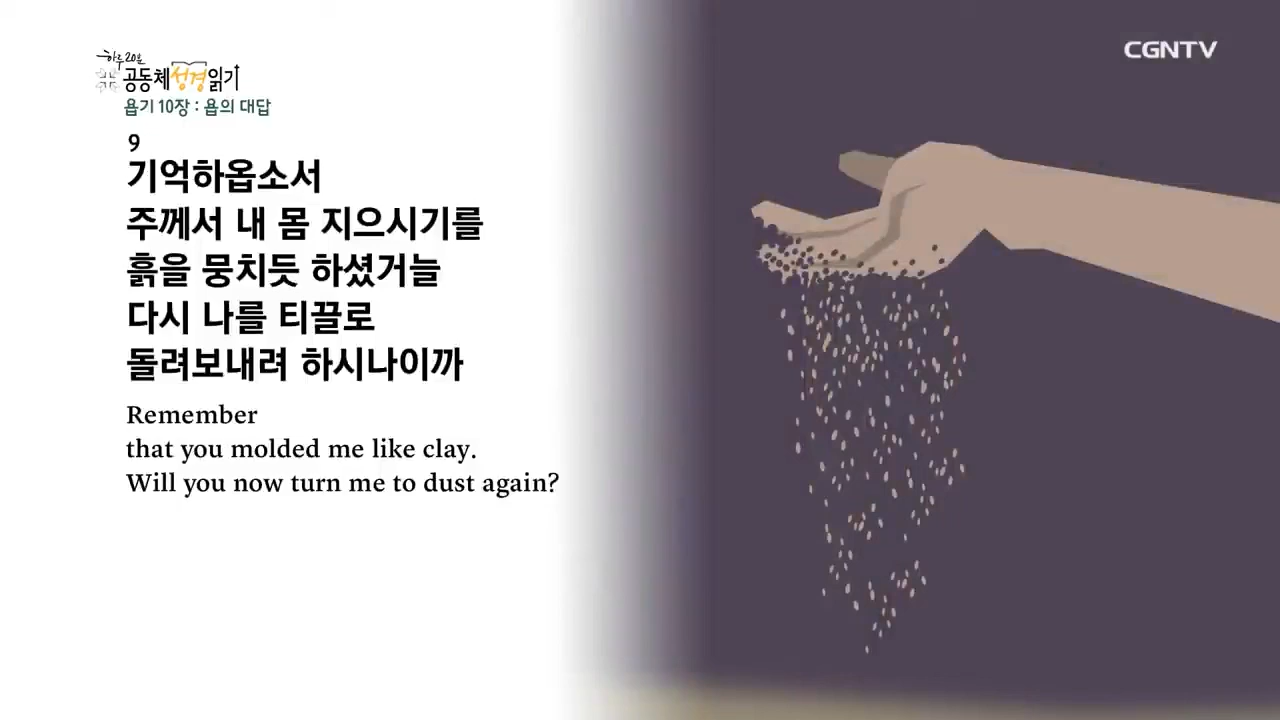 하루 20분
공동체성경읽기
욥기 10장 : 욥의 대답
CGNTV
9
기억하옵소서
주께서 내 몸 지으시기를
흙을 뭉치듯 하셨거늘
다시 나를 티끌로
돌려보내려 하시나이까
Remember
that you molded me like clay.
Will you now turn me to dust again?